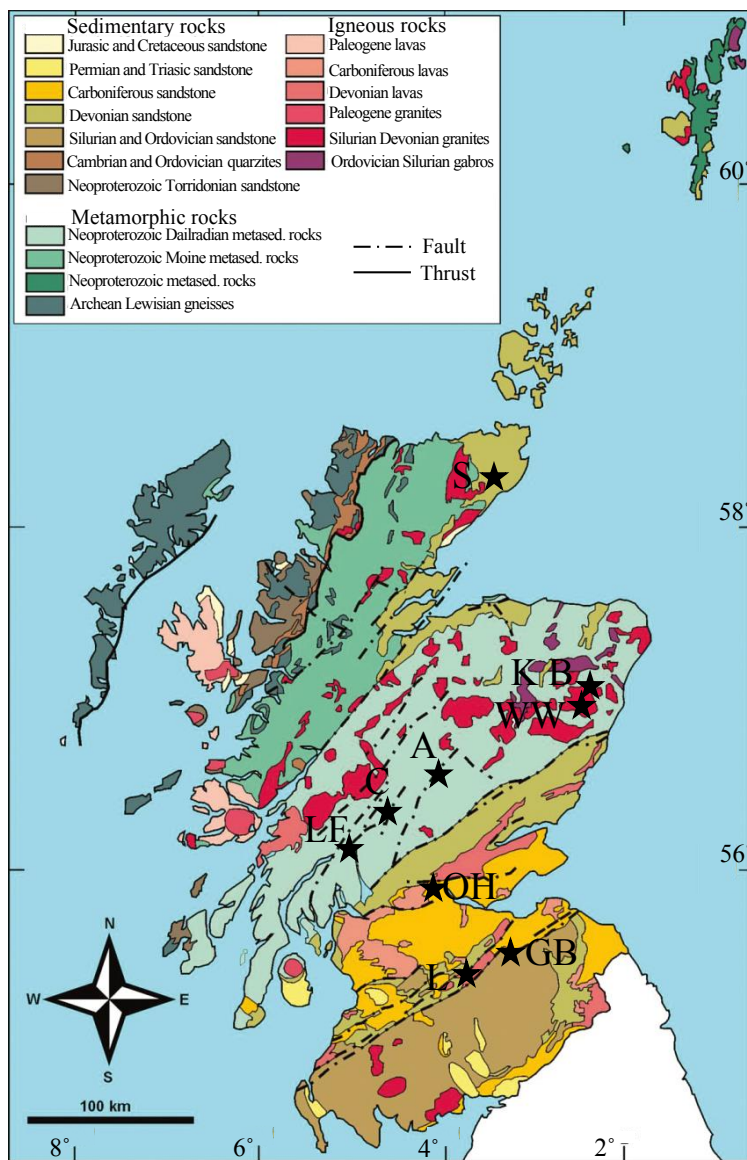 Sedimentary rocks
Jurasic and Cretaceous sandstone
Permian and Triasic sandstone
Carboniferous sandstone
Devonian sandstone
Silurian and Ordovician sandstone
Cambrian and Ordovician quarzites
Neoproterozoic Torridonian sandstone
Igneous rocks
Paleogene lavas
Carboniferous lavas
Devonian lavas
Paleogene granites
Silurian Devonian granites
Ordovician Silurian gabros
Metamorphic rocks
Neoproterozoic Dailradian metased. rocks
Neoproterozoic Moine metased. rocks
Neoproterozoic metased. rocks
Archean Lewisian gneisses
Fault
Thrust
60°
S
58°
K B
WW
A
C
LF
56°
OH
GB
L
N
W E
S
100 km
8° 6° 4° 2°